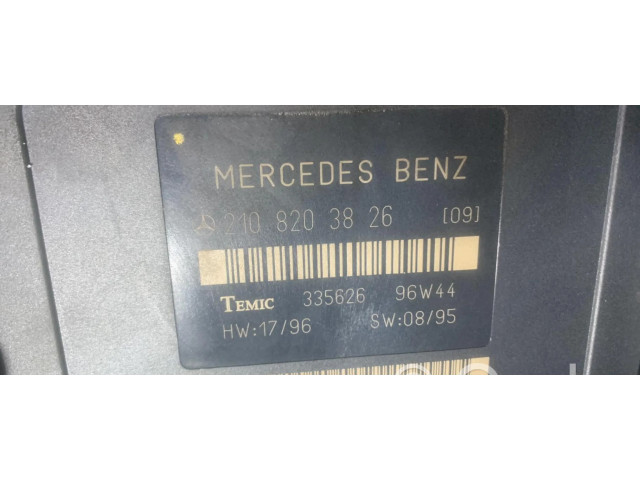 MERCEDES BENZ
210 820 38 26 [09]
TEMIC 335626 96W44
HW:17/96 SW:08/95